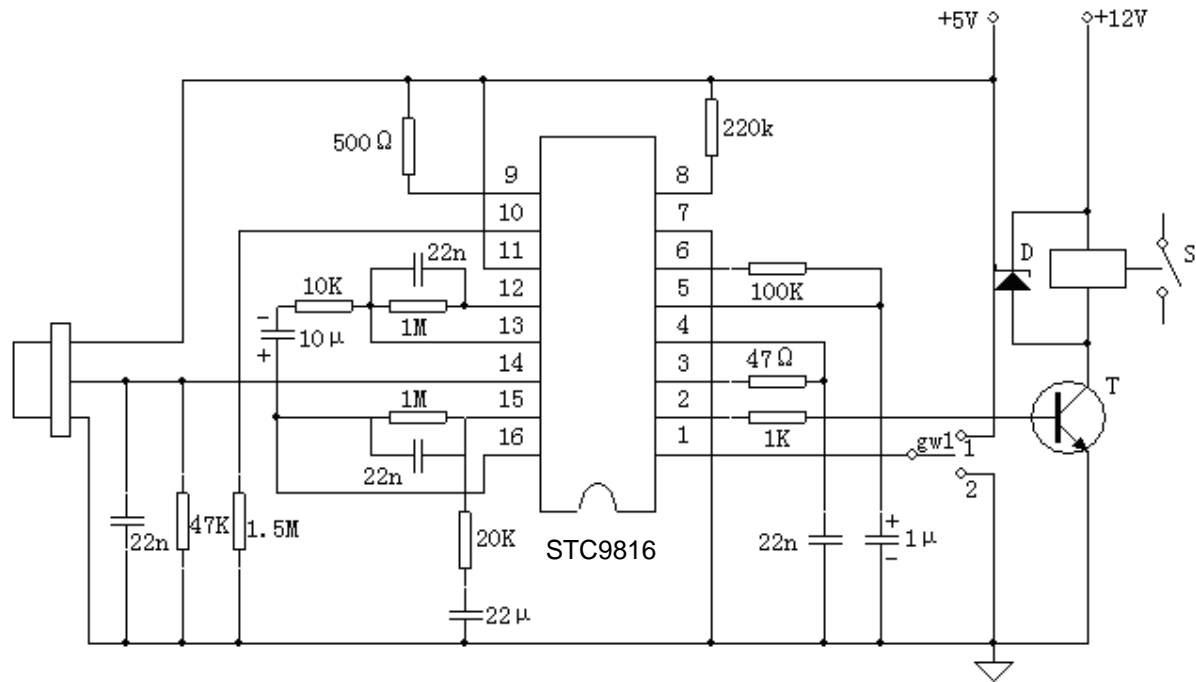 +5V
+12V
500Ω
220k
9
8
10
7
22n
11
6
D
S
10K
12
5
100K
1M
10μ
13
4
-
+
14
3
47Ω
1M
15
2
T
16
1
1K
gw1
1
2
22n
22n
47K
1.5M
20K
STC9816
22n
+
1μ
-
22μ